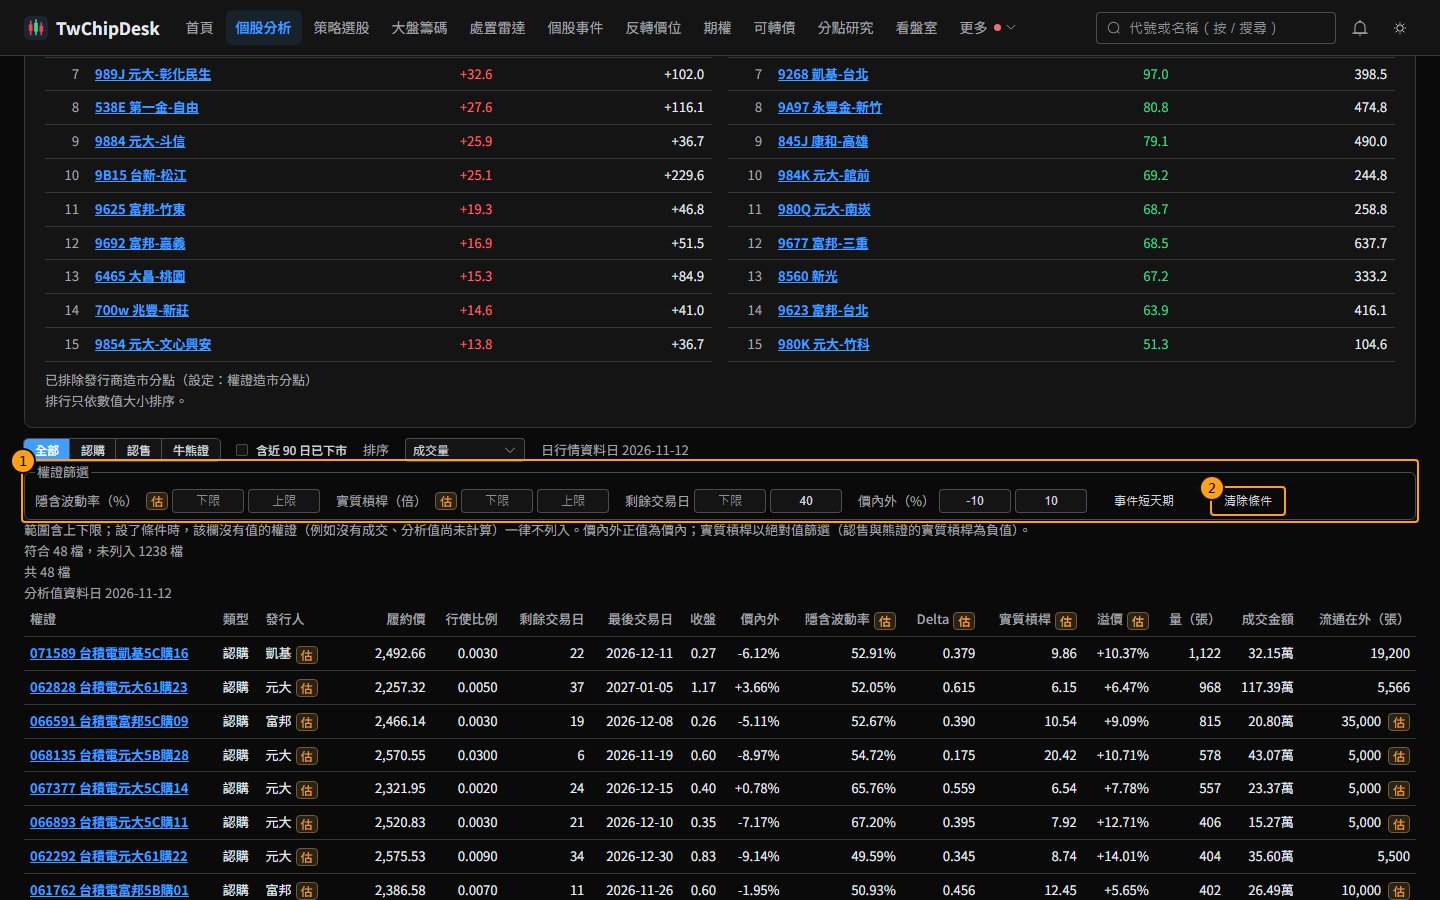 TwChipDesk 首頁 個股分析 策略選股 大盤籌碼 處置雷達 個股事件 反轉價位 期權 可轉債 分點研究 看盤室 更多 代號或名稱（按 / 搜尋）
7 989J 元大-彰化民生 +32.6 +102.0 7 9268 凱基-台北 97.0 398.5
8 538E 第一金-自由 +27.6 +116.1 8 9A97 永豐金-新竹 80.8 474.8
9 9884 元大-斗信 +25.9 +36.7 9 845J 康和-高雄 79.1 490.0
10 9B15 台新-松江 +25.1 +229.6 10 984K 元大-館前 69.2 244.8
11 9625 富邦-竹東 +19.3 +46.8 11 980Q 元大-南崁 68.7 258.8
12 9692 富邦-嘉義 +16.9 +51.5 12 9677 富邦-三重 68.5 637.7
13 6465 大昌-桃園 +15.3 +84.9 13 8560 新光 67.2 333.2
14 700w 兆豐-新莊 +14.6 +41.0 14 9623 富邦-台北 63.9 416.1
15 9854 元大-文心興安 +13.8 +36.7 15 980K 元大-竹科 51.3 104.6
已排除發行商造市分點（設定：權證造市分點）
排行只依數值大小排序。
全部 認購 認售 牛熊證 含近 90 日已下市 排序 成交量 日行情資料日 2026-11-12
1
權證篩選
隱含波動率（%） 估 下限 上限 實質槓桿（倍） 估 下限 上限 剩餘交易日 下限 40 價內外（%） -10 10 事件短天期 2 清除條件
範圍含上下限；設了條件時，該欄沒有值的權證（例如沒有成交、分析值尚未計算）一律不列入。價內外正值為價內；實質槓桿以絕對值篩選（認售與熊證的實質槓桿為負值）。
符合 48 檔，未列入 1238 檔
共 48 檔
分析值資料日 2026-11-12
權證 類型 發行人 履約價 行使比例 剩餘交易日 最後交易日 收盤 價內外 隱含波動率 估 Delta 估 實質槓桿 估 溢價 估 量（張） 成交金額 流通在外（張）
071589 台積電凱基5C購16 認購 凱基 估 2,492.66 0.0030 22 2026-12-11 0.27 -6.12% 52.91% 0.379 9.86 +10.37% 1,122 32.15萬 19,200
062828 台積電元大61購23 認購 元大 估 2,257.32 0.0050 37 2027-01-05 1.17 +3.66% 52.05% 0.615 6.15 +6.47% 968 117.39萬 5,566
066591 台積電富邦5C購09 認購 富邦 估 2,466.14 0.0030 19 2026-12-08 0.26 -5.11% 52.67% 0.390 10.54 +9.09% 815 20.80萬 35,000 估
068135 台積電元大5B購28 認購 元大 估 2,570.55 0.0300 6 2026-11-19 0.60 -8.97% 54.72% 0.175 20.42 +10.71% 578 43.07萬 5,000 估
067377 台積電元大5C購14 認購 元大 估 2,321.95 0.0020 24 2026-12-15 0.40 +0.78% 65.76% 0.559 6.54 +7.78% 557 23.37萬 5,000 估
066893 台積電元大5C購11 認購 元大 估 2,520.83 0.0030 21 2026-12-10 0.35 -7.17% 67.20% 0.395 7.92 +12.71% 406 15.27萬 5,000 估
062292 台積電元大61購22 認購 元大 估 2,575.53 0.0090 34 2026-12-30 0.83 -9.14% 49.59% 0.345 8.74 +14.01% 404 35.60萬 5,500
061762 台積電富邦5B購01 認購 富邦 估 2,386.58 0.0070 11 2026-11-26 0.60 -1.95% 50.93% 0.456 12.45 +5.65% 402 26.49萬 10,000 估